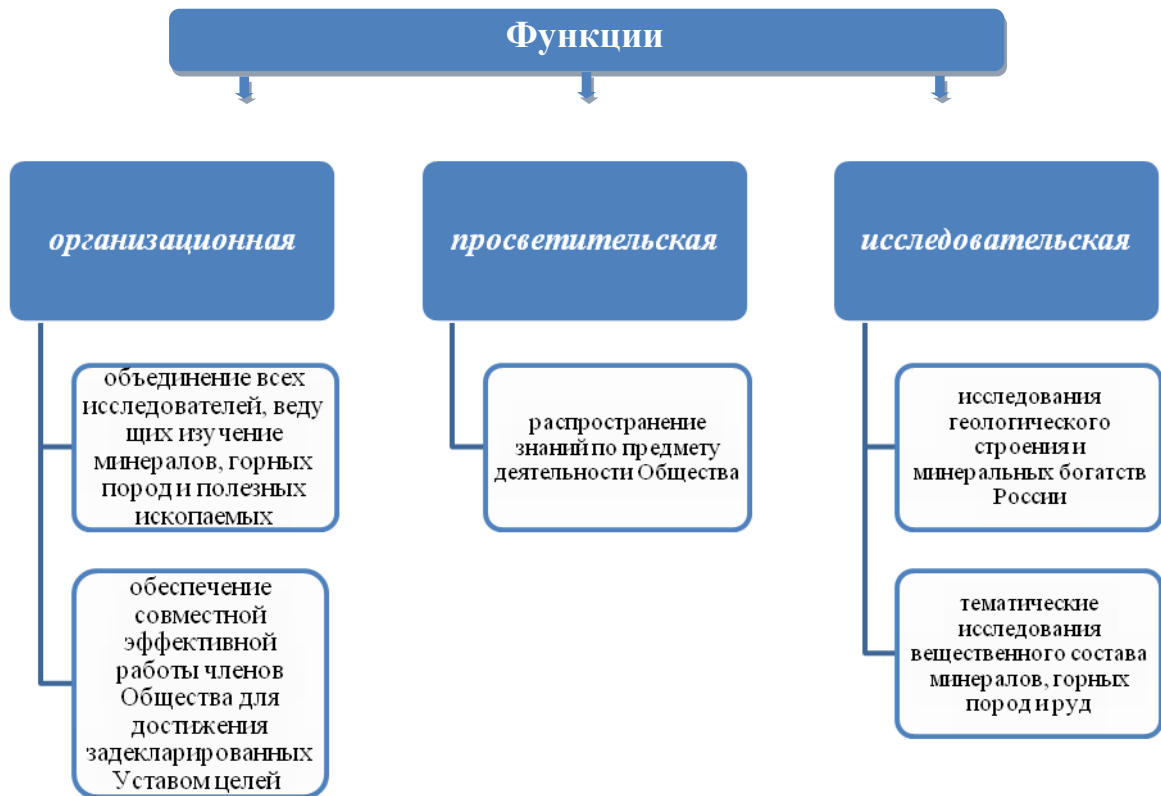 Функции
организационная
объединение всех
исследователей, веду
щих изучение
минералов, горных
пород и полезных
ископаемых
обеспечение
совместной
эффективной
работы членов
Общества для
достижения
задекларированных
Уставом целей
просветительская
распространение
знаний по предмету
деятельности Общества
исследовательская
исследования
геологического
строения и
минеральных богатств
России
тематические
исследования
вещественного состава
минералов, горных
пород и руд